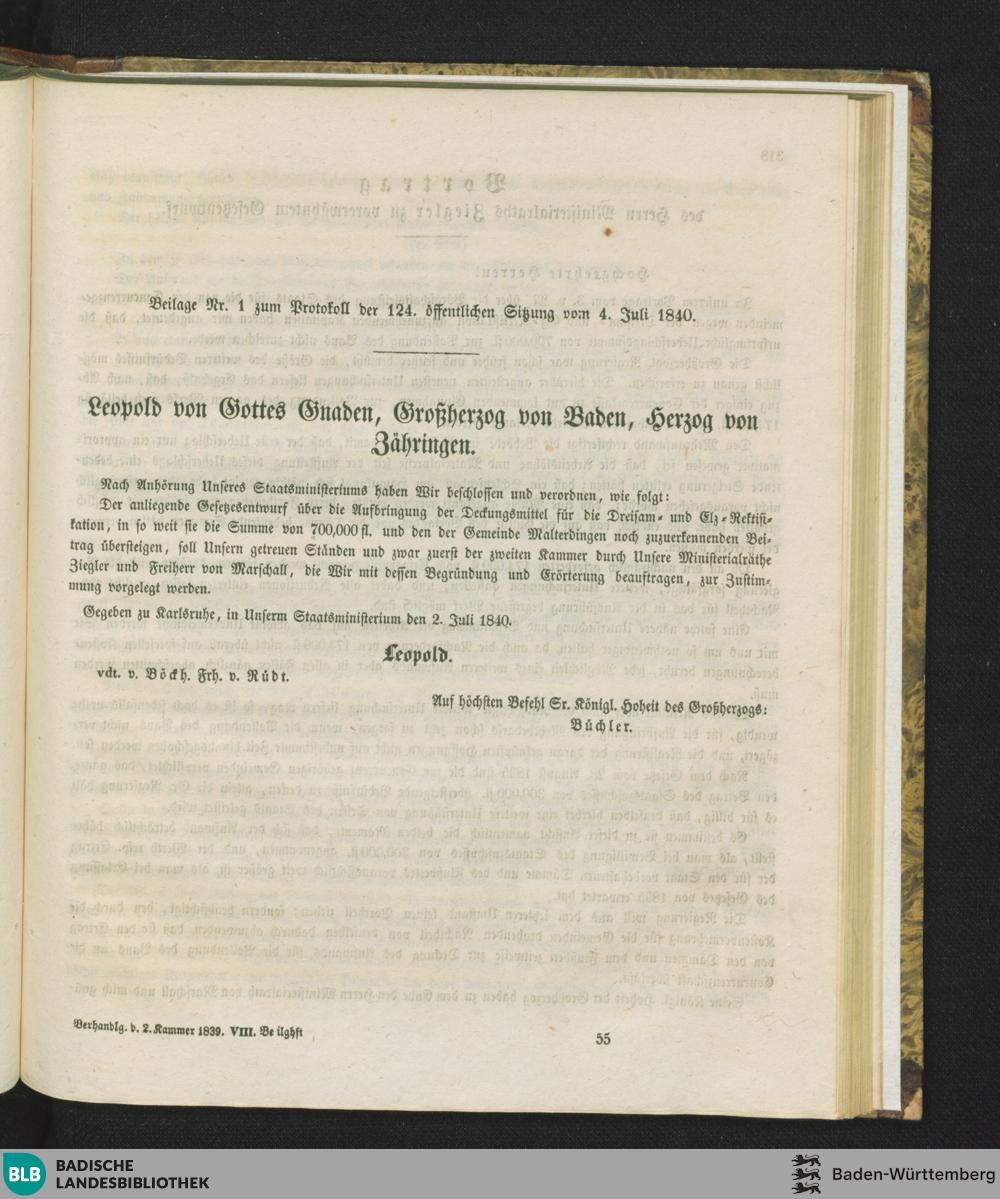 Beilage Nr. 1 zum Protokoll der 124. öffentlichen Sitzung vom 4. Juli 1840.
Leopold von Gottes Gnaden, Großherzog von Baden, Herzog von
Zähringen.
Nach Anhörung Unseres Staatsministeriums haben Wir beschlossen und verordnen, wie folgt:
Der anliegende Gesetzesentwurf über die Aufbringung der Deckungsmittel für die Dreisam- und Elz-Rektifi-
kation, in so weit sie die Summe von 700,000 fl. und den der Gemeinde Malterdingen noch zuzuerkennenden Bei-
trag übersteigen, soll Unsern getreuen Ständen und zwar zuerst der zweiten Kammer durch Unsere Ministerialräthe
Ziegler und Freiherr von Marschall, die Wir mit dessen Begründung und Erörterung beauftragen, zur Zustim-
mung vorgelegt werden.
Gegeben zu Karlsruhe, in Unserm Staatsministerium den 2. Juli 1840.
Leopold.
vdt. v. Böckh. Frh. v. Rüdt.
Auf höchsten Befehl Sr. Königl. Hoheit des Großherzogs:
Büchler.
Verhandlg. d. 2. Kammer 1839. VIII. Beilghft
55
BLB BADISCHE
LANDESBIBLIOTHEK
Baden-Württemberg